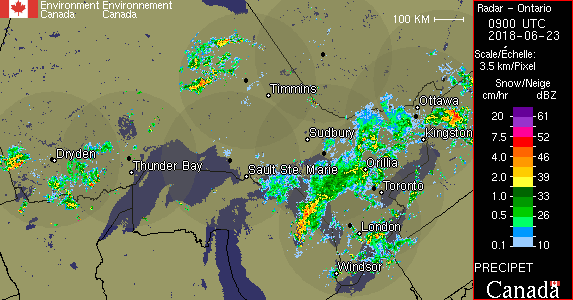 Environment Environnement
Canada Canada
100 KM
Timmins
Ottawa
Sudbury
Kingston
Dryden
Thunder Bay
Sault Ste. Marie
Orillia
Toronto
London
Windsor
Radar - Ontario
0900 UTC
2018-06-23
Scale/Échelle:
3.5 km/Pixel
Snow/Neige
cm/hr dBZ
20 61
7.5 52
4.0 46
2.0 39
1.0 33
0.5 26
0.1 10
PRECIPET
Canada